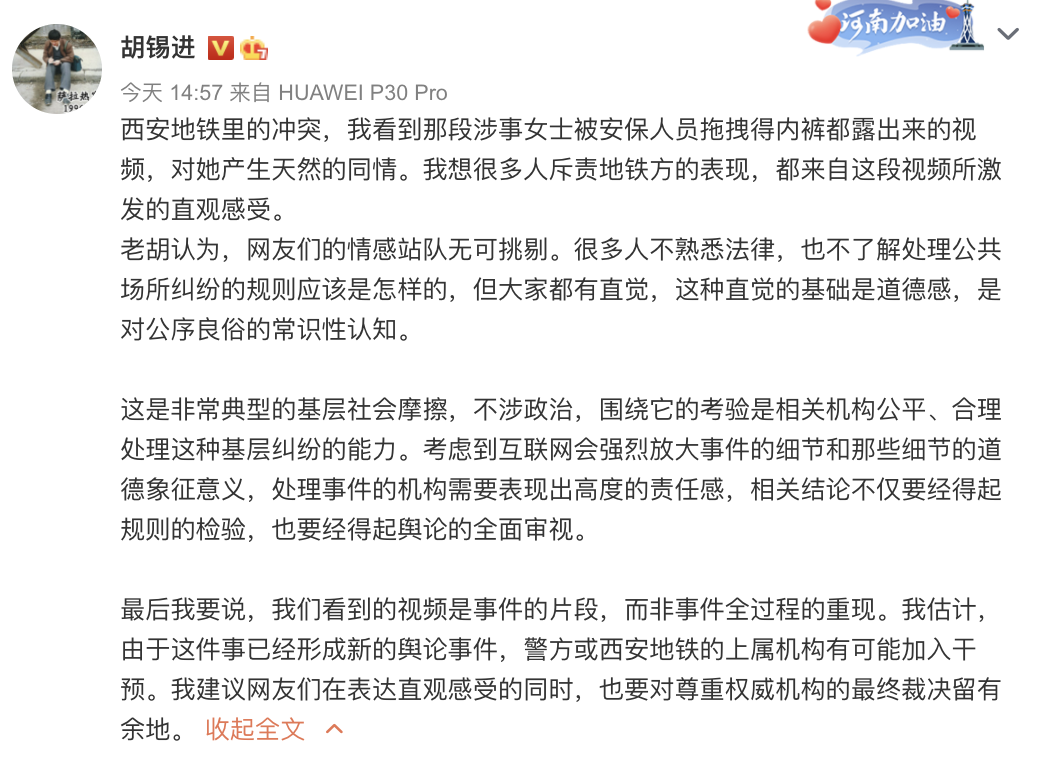 河南加油
胡锡进
今天 14:57 来自 HUAWEI P30 Pro
西安地铁里的冲突，我看到那段涉事女士被安保人员拖拽得内裤都露出来的视
频，对她产生天然的同情。我想很多人斥责地铁方的表现，都来自这段视频所激
发的直观感受。
老胡认为，网友们的情感站队无可挑剔。很多人不熟悉法律，也不了解处理公共
场所纠纷的规则应该是怎样的，但大家都有直觉，这种直觉的基础是道德感，是
对公序良俗的常识性认知。
这是非常典型的基层社会摩擦，不涉政治，围绕它的考验是相关机构公平、合理
处理这种基层纠纷的能力。考虑到互联网会强烈放大事件的细节和那些细节的道
德象征意义，处理事件的机构需要表现出高度的责任感，相关结论不仅要经得起
规则的检验，也要经得起舆论的全面审视。
最后我要说，我们看到的视频是事件的片段，而非事件全过程的重现。我估计，
由于这件事已经形成新的舆论事件，警方或西安地铁的上属机构有可能加入干
预。我建议网友们在表达直观感受的同时，也要对尊重权威机构的最终裁决留有
余地。 收起全文